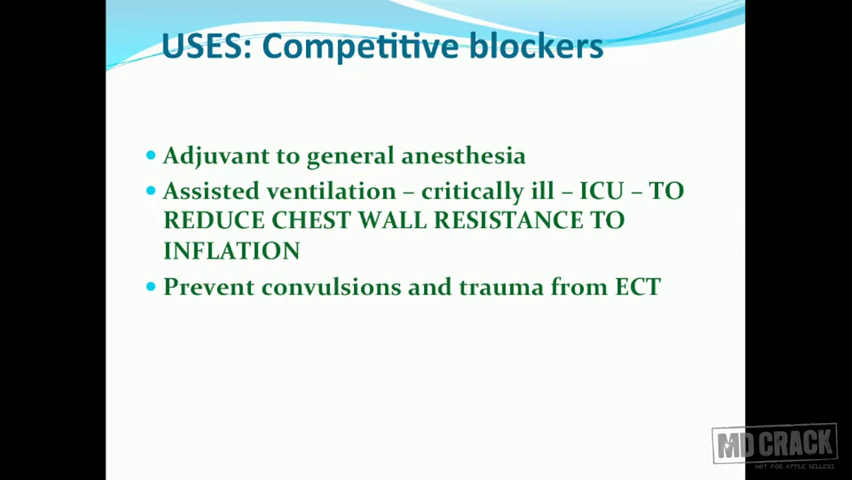 USES: Competitive blockers
• Adjuvant to general anesthesia
• Assisted ventilation – critically ill – ICU – TO
REDUCE CHEST WALL RESISTANCE TO
INFLATION
• Prevent convulsions and trauma from ECT
MD CRACK
NOT FOR APPLE SELLERS